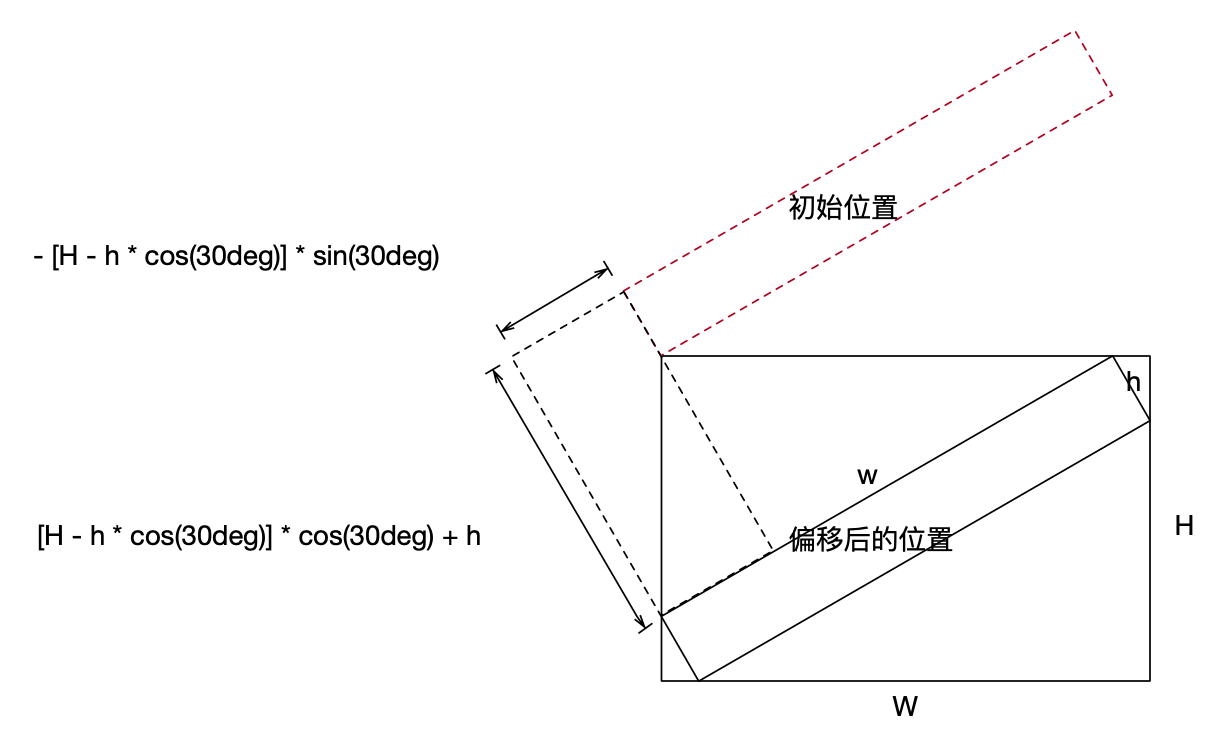 初始位置
- [H - h * cos(30deg)] * sin(30deg)
h
w
[H - h * cos(30deg)] * cos(30deg) + h
偏移后的位置
H
W